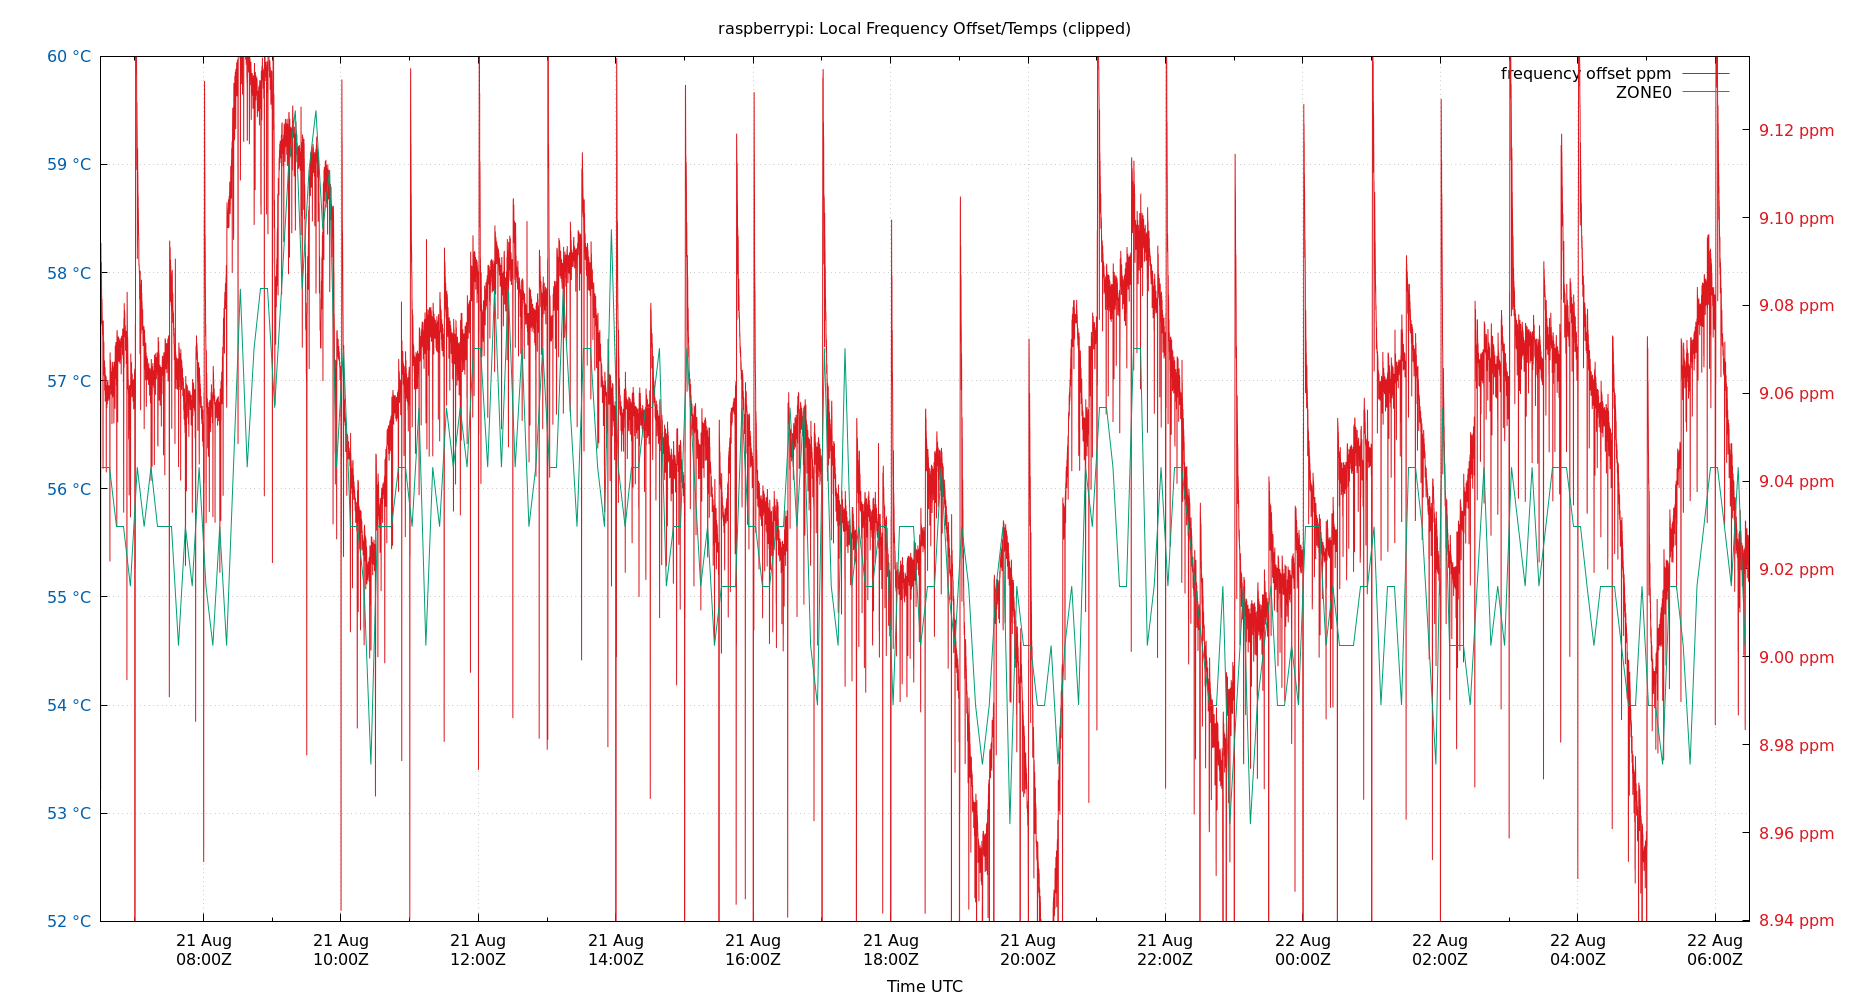 raspberrypi: Local Frequency Offset/Temps (clipped)
frequency offset ppm
ZONE0
60 °C
59 °C
58 °C
57 °C
56 °C
55 °C
54 °C
53 °C
52 °C
9.12 ppm
9.10 ppm
9.08 ppm
9.06 ppm
9.04 ppm
9.02 ppm
9.00 ppm
8.98 ppm
8.96 ppm
8.94 ppm
21 Aug 21 Aug 21 Aug 21 Aug 21 Aug 21 Aug 21 Aug 21 Aug 22 Aug 22 Aug 22 Aug 22 Aug
08:00Z 10:00Z 12:00Z 14:00Z 16:00Z 18:00Z 20:00Z 22:00Z 00:00Z 02:00Z 04:00Z 06:00Z
Time UTC